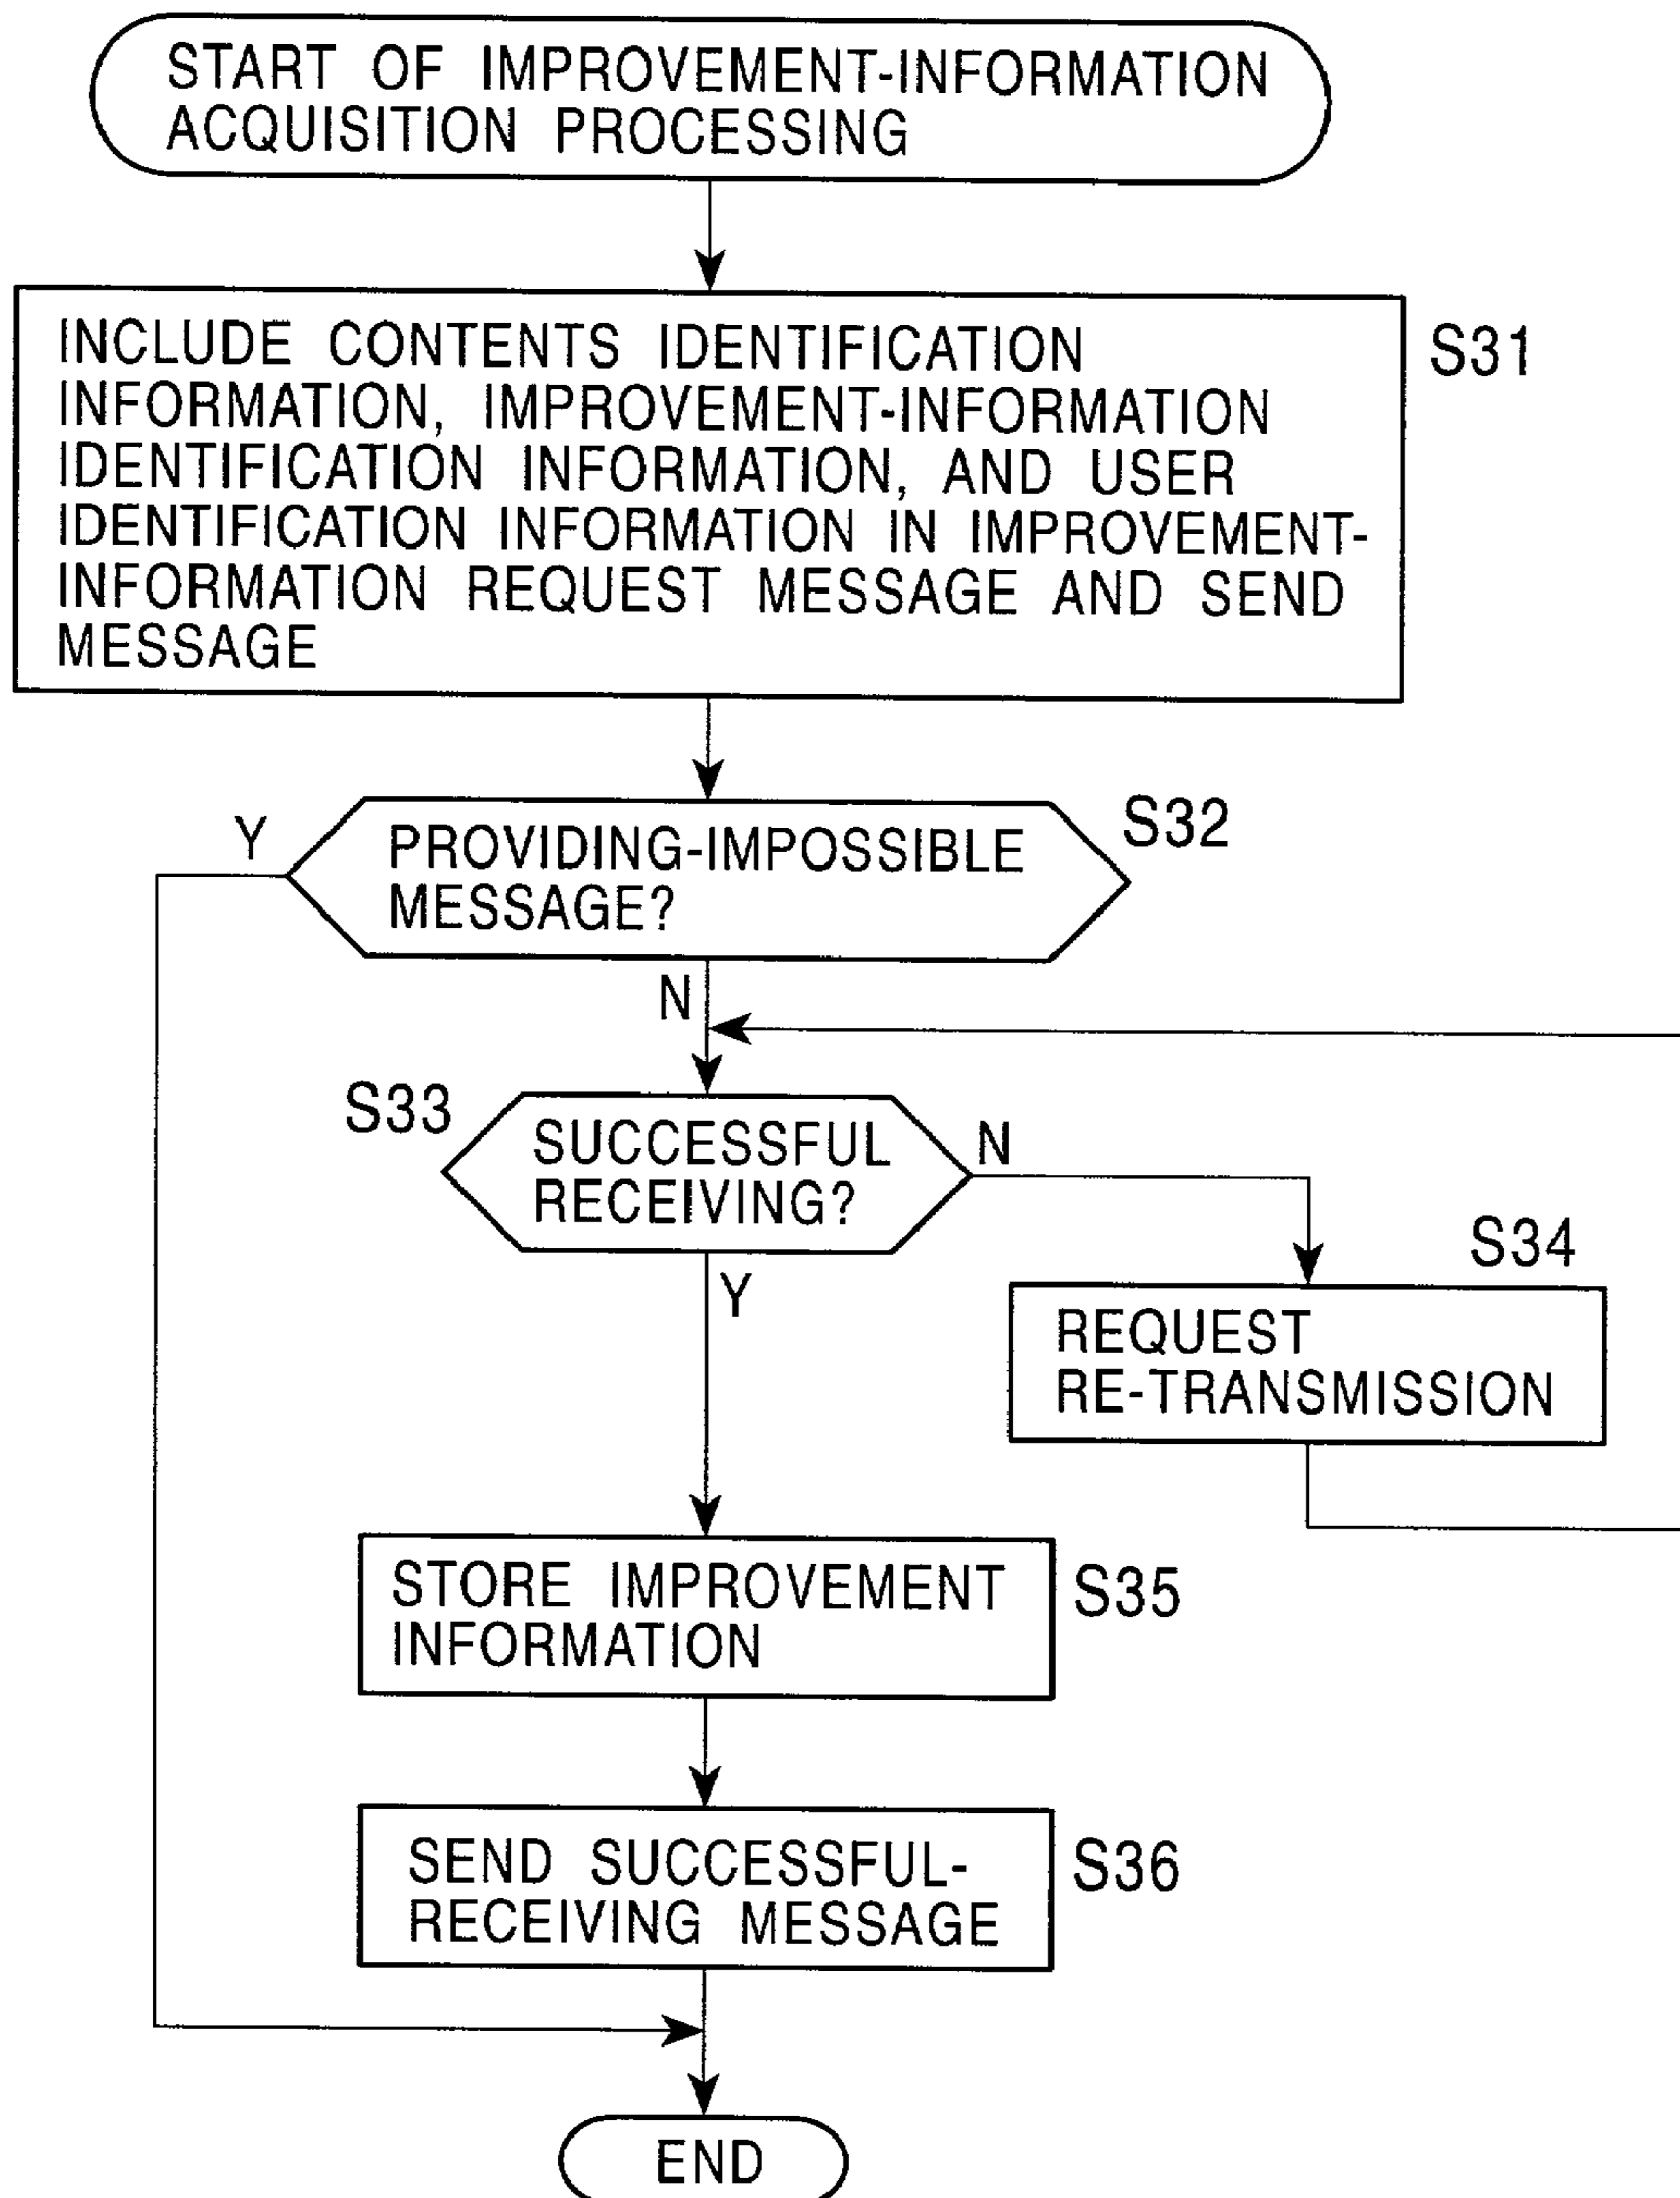 START OF IMPROVEMENT-INFORMATION
ACQUISITION PROCESSING
INCLUDE CONTENTS IDENTIFICATION
INFORMATION, IMPROVEMENT-INFORMATION
IDENTIFICATION INFORMATION, AND USER
IDENTIFICATION INFORMATION IN IMPROVEMENT-
INFORMATION REQUEST MESSAGE AND SEND
MESSAGE
S31
Y
PROVIDING-IMPOSSIBLE
MESSAGE?
S32
N
S33
SUCCESSFUL
RECEIVING?
N
Y
S34
REQUEST
RE-TRANSMISSION
STORE IMPROVEMENT
INFORMATION
S35
SEND SUCCESSFUL-
RECEIVING MESSAGE
S36
END